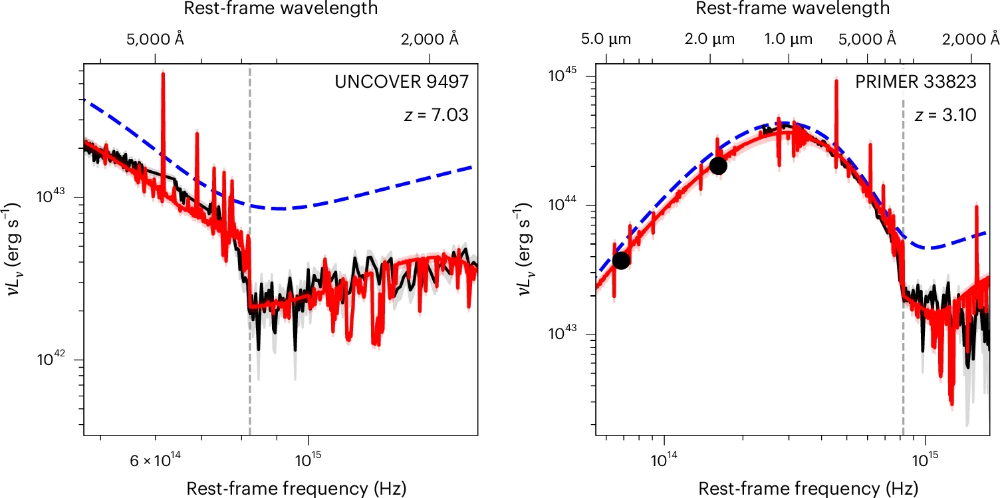 Rest-frame wavelength
5,000 Å 2,000 Å
UNCOVER 9497
z = 7.03
10^43
10^42
νLν (erg s^−1)
6 × 10^14 10^15
Rest-frame frequency (Hz)
Rest-frame wavelength
5.0 μm 2.0 μm 1.0 μm 5,000 Å 2,000 Å
10^45
PRIMER 33823
z = 3.10
10^44
10^43
νLν (erg s^−1)
10^14 10^15
Rest-frame frequency (Hz)